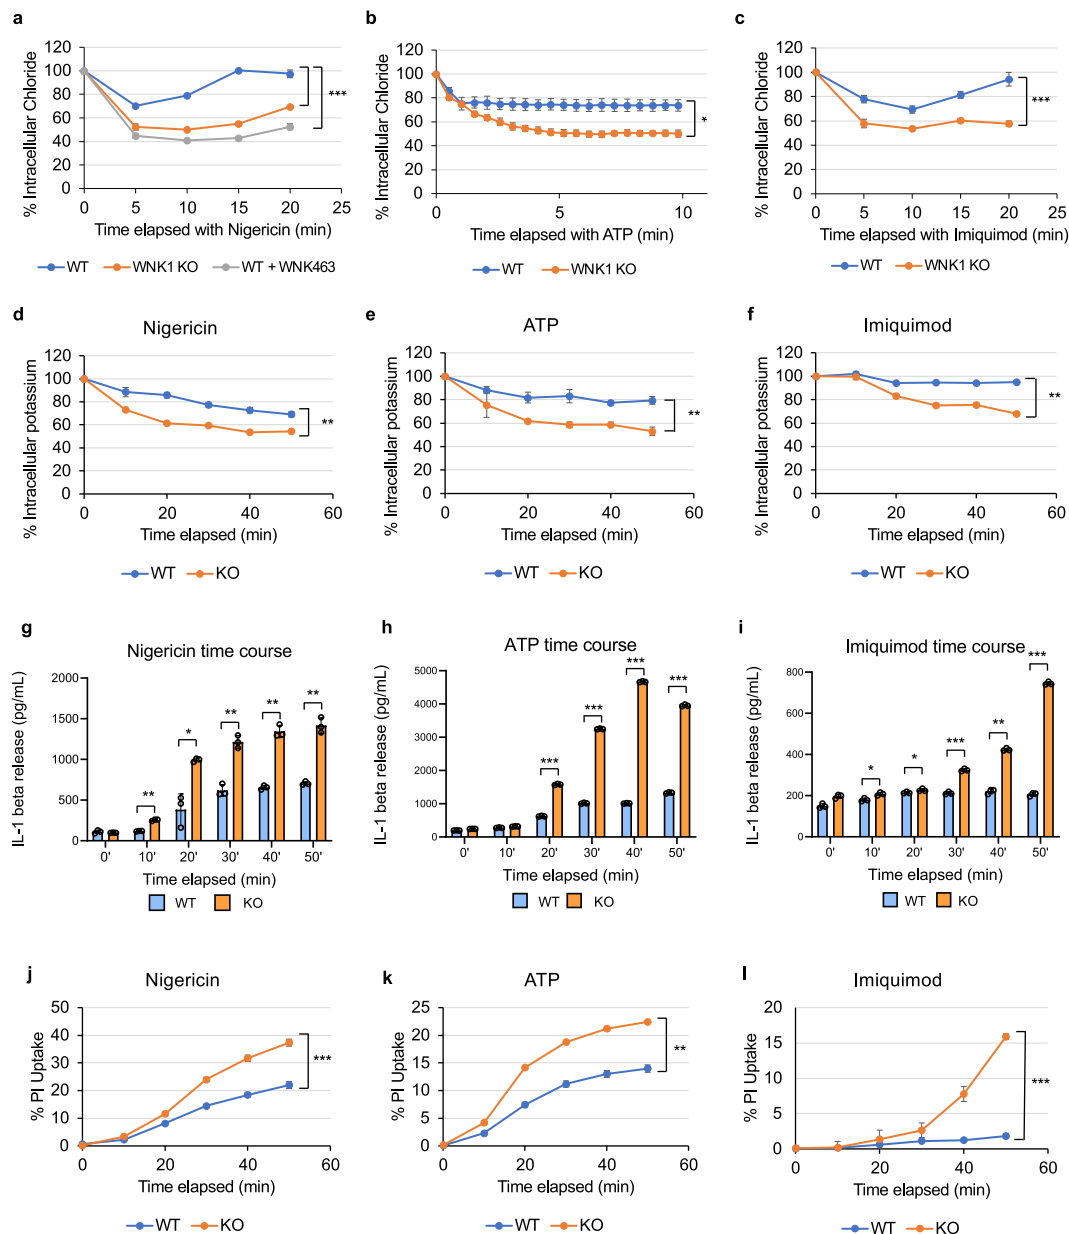 a
% Intracellular Chloride
120
100
80
60
40
20
0
0 5 10 15 20 25
***
Time elapsed with Nigericin (min)
WT WNK1 KO WT + WNK463
b
% Intracellular Chloride
120
100
80
60
40
20
0
0 5 10
*
Time elapsed with ATP (min)
WT WNK1 KO
c
% Intracellular Chloride
120
100
80
60
40
20
0
0 5 10 15 20 25
***
Time elapsed with Imiquimod (min)
WT WNK1 KO
d
Nigericin
% Intracellular potassium
120
100
80
60
40
20
0
0 20 40 60
**
Time elapsed (min)
WT KO
e
ATP
% Intracellular potassium
120
100
80
60
40
20
0
0 20 40 60
**
Time elapsed (min)
WT KO
f
Imiquimod
% Intracellular potassium
120
100
80
60
40
20
0
0 20 40 60
**
Time elapsed (min)
WT KO
g
Nigericin time course
IL-1 beta release (pg/mL)
2000
1500
1000
500
0
** * ** ** **
0' 10' 20' 30' 40' 50'
Time elapsed (min)
WT KO
h
ATP time course
IL-1 beta release (pg/mL)
5000
4000
3000
2000
1000
0
*** *** *** ***
0' 10' 20' 30' 40' 50'
Time elapsed (min)
WT KO
i
Imiquimod time course
IL-1 beta release (pg/mL)
800
600
400
200
0
* * *** ** ***
0' 10' 20' 30' 40' 50'
Time elapsed (min)
WT KO
j
Nigericin
% PI Uptake
50
40
30
20
10
0
0 20 40 60
***
Time elapsed (min)
WT KO
k
ATP
% PI Uptake
25
20
15
10
5
0
0 20 40 60
**
Time elapsed (min)
WT KO
l
Imiquimod
% PI Uptake
20
15
10
5
0
0 20 40 60
***
Time elapsed (min)
WT KO